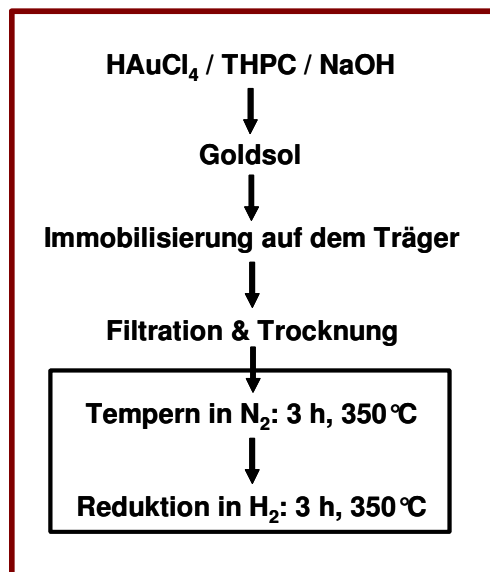 HAuCl₄ / THPC / NaOH
Goldsol
Immobilisierung auf dem Träger
Filtration & Trocknung
Tempern in N₂: 3 h, 350°C
Reduktion in H₂: 3 h, 350°C